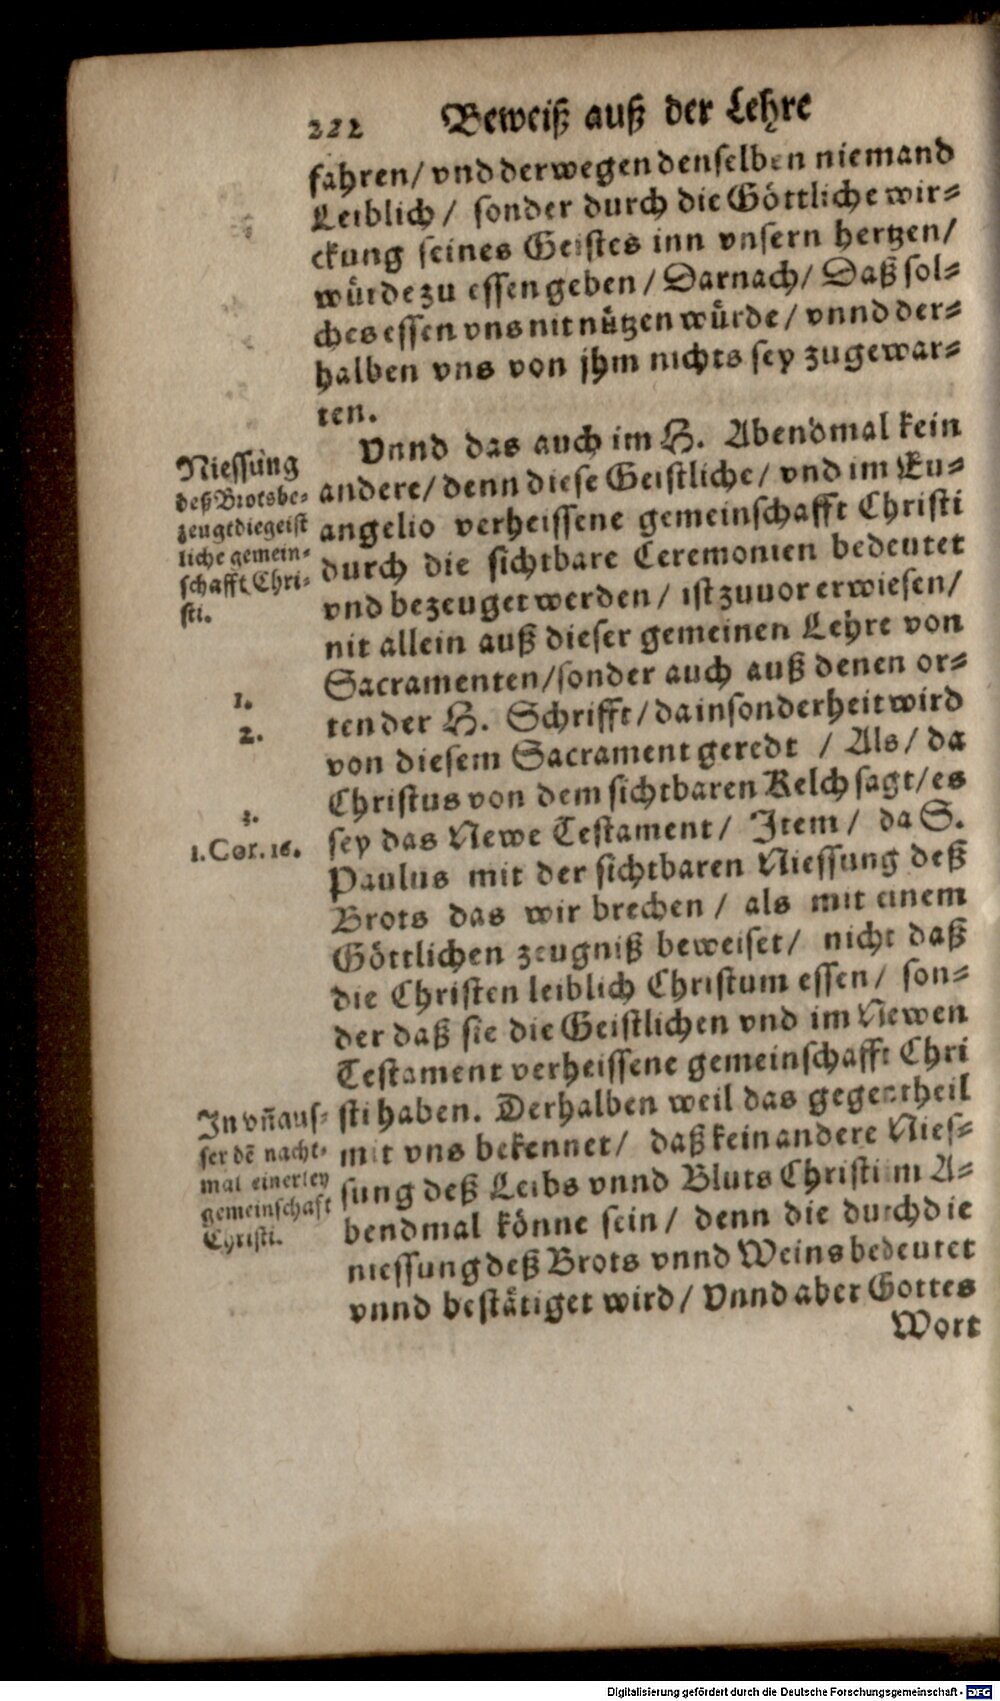 222 Beweiß auß der Lehre
fahren/ vnd derwegen denselben niemand
Leiblich/ sonder durch die Göttliche wir-
ckung seines Geistes inn vnsern hertzen/
würde zu essen geben/ Darnach/ Daß sol-
ches essen vns nit nützen würde/ vnnd der-
halben vns von jhm nichts sey zugewar-
ten.
Vnnd das auch im H. Abendmal kein
andere/ denn diese Geistliche/ vnd im Eu-
angelio verheissene gemeinschafft Christi
durch die sichtbare Ceremonien bedeutet
vnd bezeuget werden/ ist zuuor erwiesen/
nit allein auß dieser gemeinen Lehre von
Sacramenten/ sonder auch auß denen or-
ten der H. Schrifft/ da insonderheit wird
von diesem Sacrament geredt / Als/ da
Christus von dem sichtbaren Kelch sagt/ es
sey das Newe Testament/ Item/ da S.
Paulus mit der sichtbaren Niessung deß
Brots das wir brechen/ als mit einem
Göttlichen zeugniß beweiset/ nicht daß
die Christen leiblich Christum essen/ son-
der daß sie die Geistlichen vnd im Newen
Testament verheissene gemeinschafft Chri
sti haben. Derhalben weil das gegentheil
mit vns bekennet/ daß kein andere Nies-
sung deß Leibs vnnd Bluts Christi im A-
bendmal könne sein/ denn die durch die
niessung deß Brots vnnd Weins bedeutet
vnnd bestätiget wird/ Vnnd aber Gottes
Wort
Niessung
deß Brots be-
zeugt die geist
liche gemein-
schafft Chri-
sti.
1.
2.
3.
1. Cor. 16.
In vñ aus-
ser dē nacht-
mal einerley
gemeinschaft
Christi.
Digitalisierung gefördert durch die Deutsche Forschungsgemeinschaft - DFG